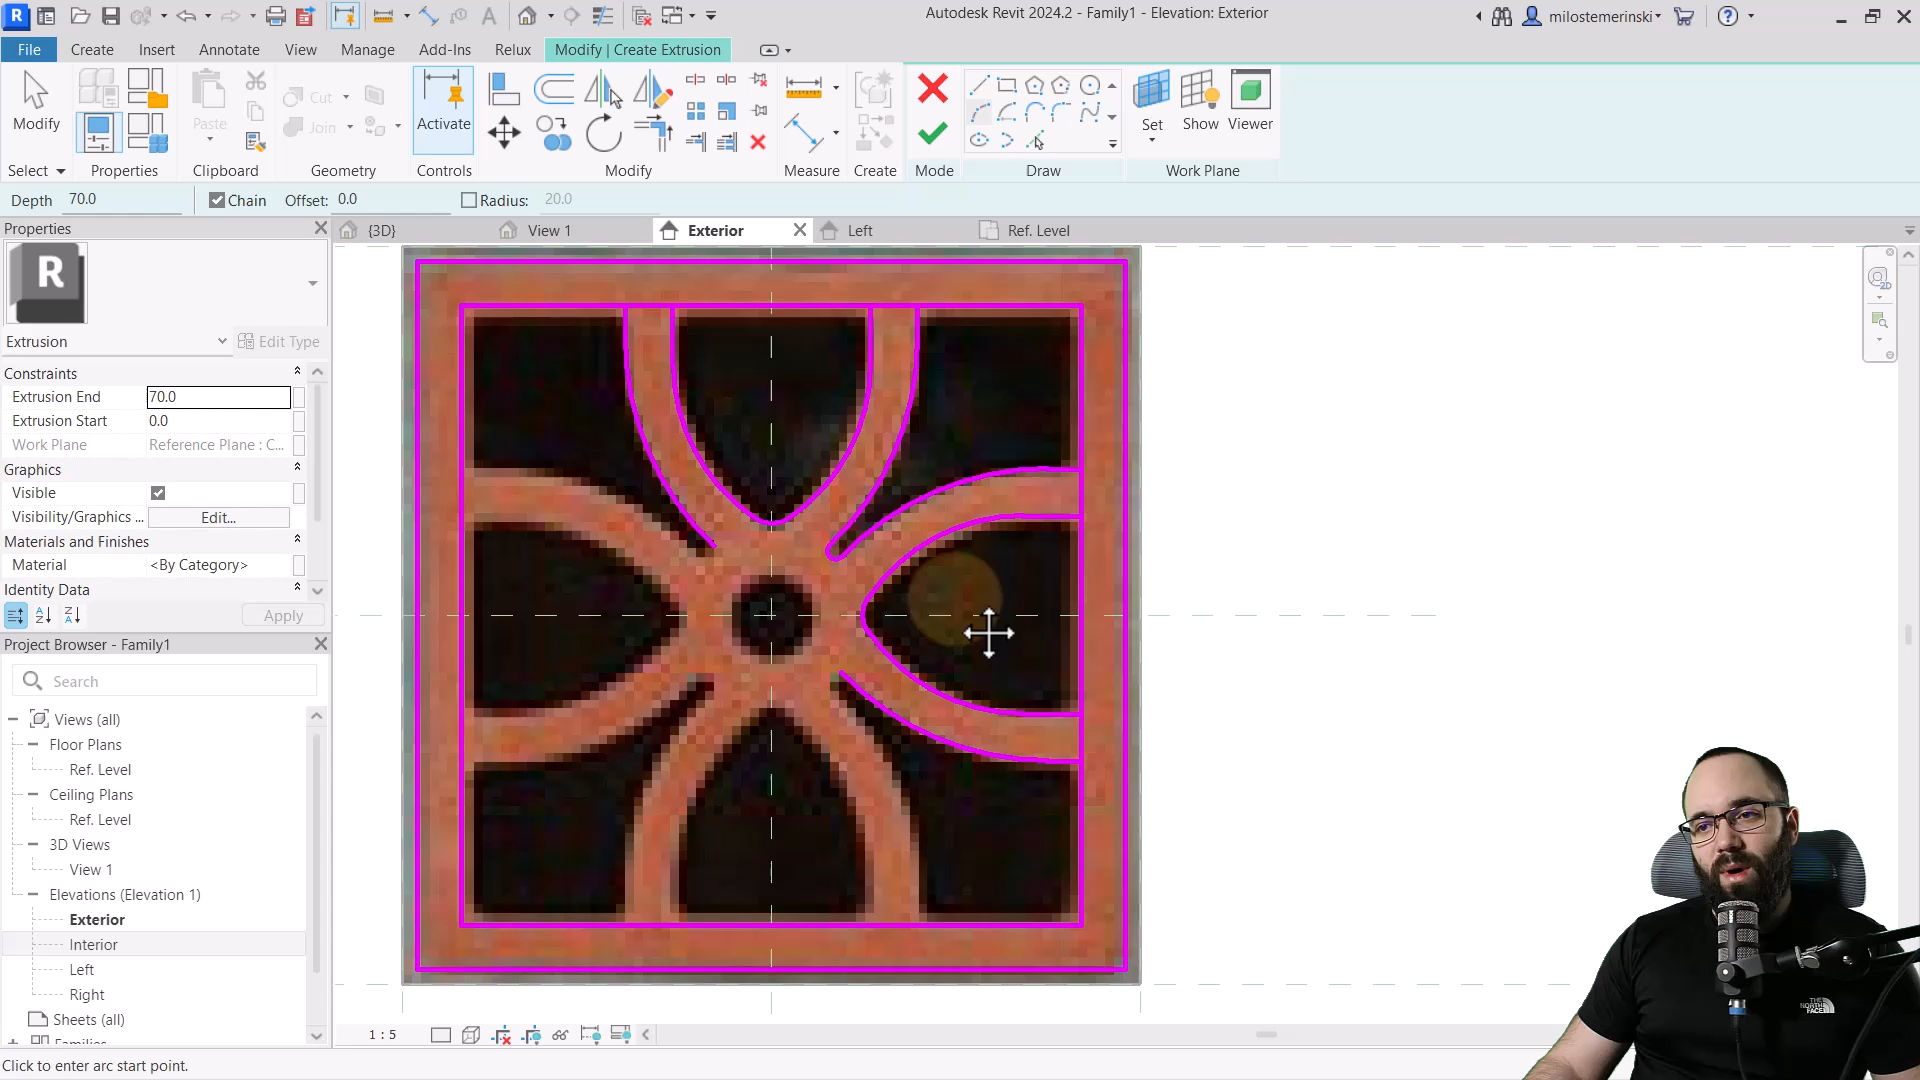 R
Autodesk Revit 2024.2 - Family1 - Elevation: Exterior
milostemerinski
File Create Insert Annotate View Manage Add-Ins Relux Modify | Create Extrusion
Modify
Paste
Cut
Join
Activate
Create
Set Show Viewer
Select Properties Clipboard Geometry Controls Modify Measure Create Mode Draw Work Plane
Depth 70.0 Chain Offset: 0.0 Radius: 20.0
Properties
{3D} View 1 Exterior Left Ref. Level
R
Extrusion Edit Type
Constraints
Extrusion End 70.0
Extrusion Start 0.0
Work Plane Reference Plane : C...
Graphics
Visible
Visibility/Graphics ... Edit...
Materials and Finishes
Material <By Category>
Identity Data
Apply
Project Browser - Family1
Search
Views (all)
Floor Plans
Ref. Level
Ceiling Plans
Ref. Level
3D Views
View 1
Elevations (Elevation 1)
Exterior
Interior
Left
Right
Sheets (all)
Families
1 : 5
Click to enter arc start point.
2D
THE NORTH FACE